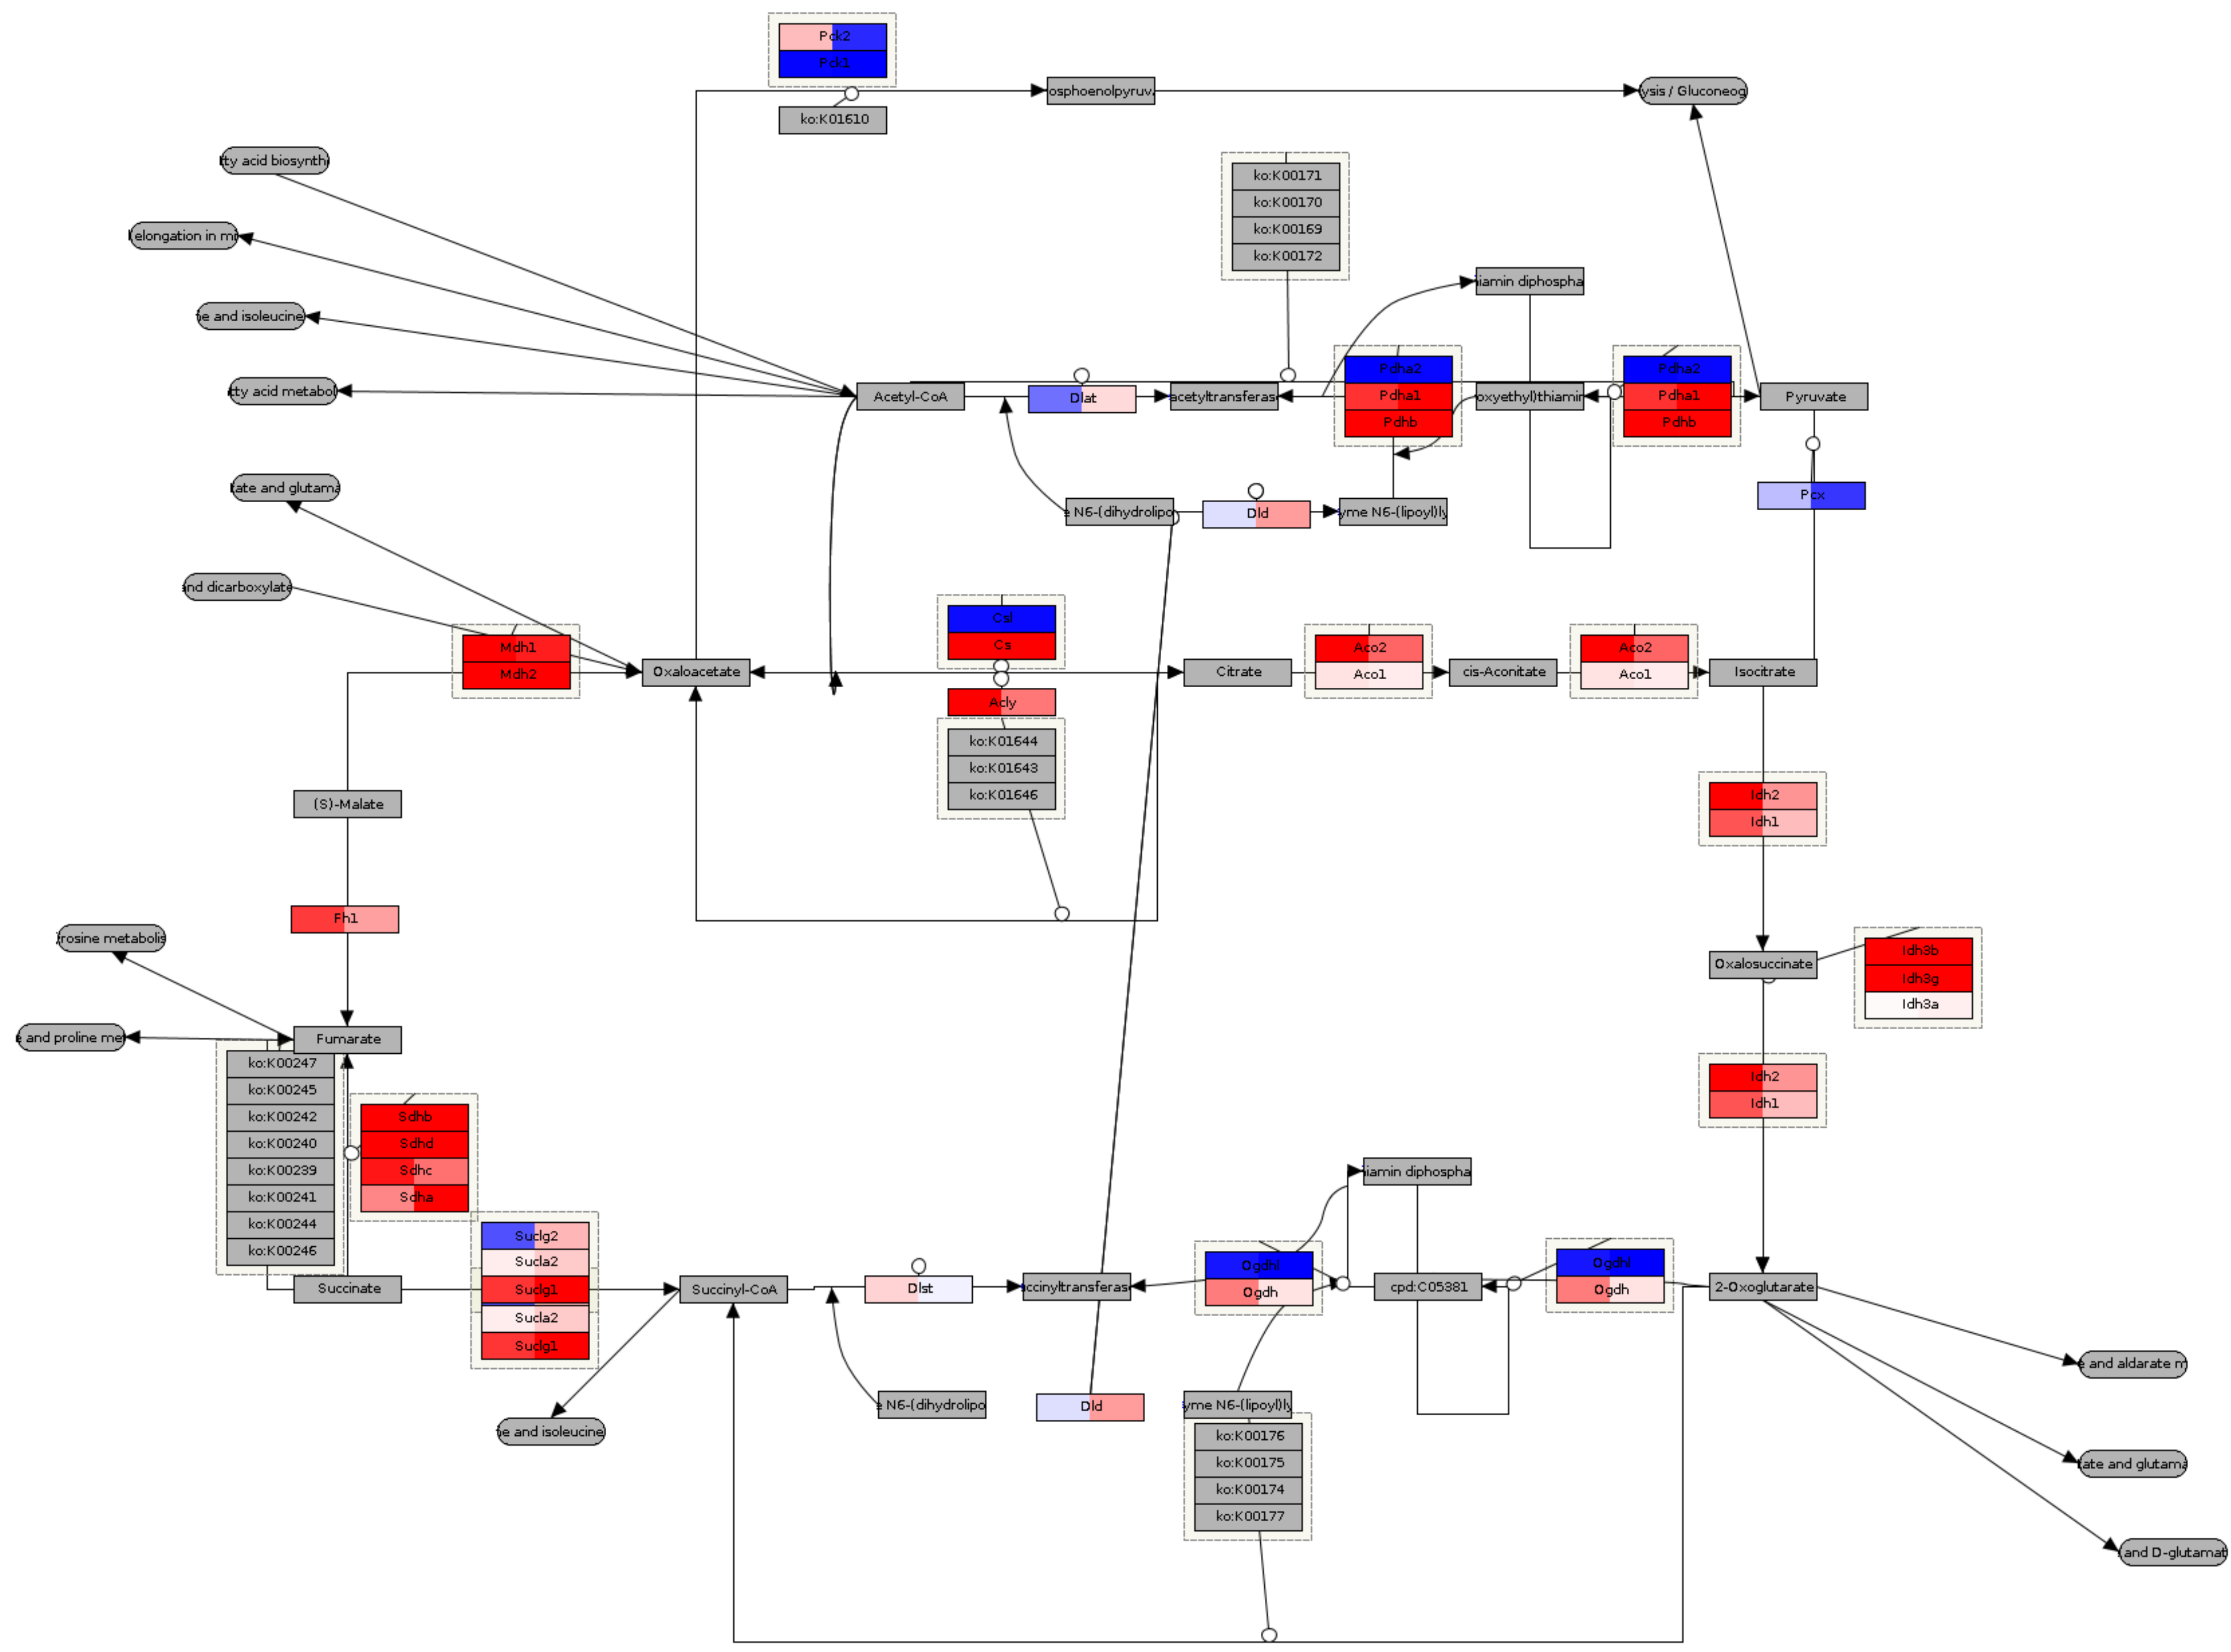 Pck2
Pck1
osphoenolpyruv
ysis / Gluconeog
ko:K01610
ty acid biosynth
ko:K00171
ko:K00170
ko:K00169
ko:K00172
elongation in mi
iamin diphospha
e and isoleucine
Pdha2
Pdha1
Pdhb
Pdha2
Pdha1
Pdhb
tty acid metabol
Acetyl-CoA
Dlat
acetyltransferas
oxyethyl)thiamin
Pyruvate
tate and glutama
Pcx
e N6-(dihydrolipo
Dld
yme N6-(lipoyl)ly
and dicarboxylate
Csl
Cs
Mdh1
Mdh2
Oxaloacetate
Citrate
Aco2
Aco1
cis-Aconitate
Aco2
Aco1
Isocitrate
Acly
ko:K01644
ko:K01643
ko:K01646
(S)-Malate
Idh2
Idh1
Fh1
rosine metabolis
Oxalosuccinate
Idh3b
Idh3g
Idh3a
e and proline met
Fumarate
ko:K00247
ko:K00245
ko:K00242
ko:K00240
ko:K00239
ko:K00241
ko:K00244
ko:K00246
Idh2
Idh1
Sdhb
Sdhd
Sdhc
Sdha
iamin diphospha
Suclg2
Sucla2
Suclg1
Sucla2
Suclg1
Succinate
Succinyl-CoA
Dlst
ccinyltransferas
Ogdhl
Ogdh
cpd:C05381
Ogdhl
Ogdh
2-Oxoglutarate
e and aldarate m
e N6-(dihydrolipo
Dld
yme N6-(lipoyl)ly
e and isoleucine
ko:K00176
ko:K00175
ko:K00174
ko:K00177
tate and glutama
and D-glutamat